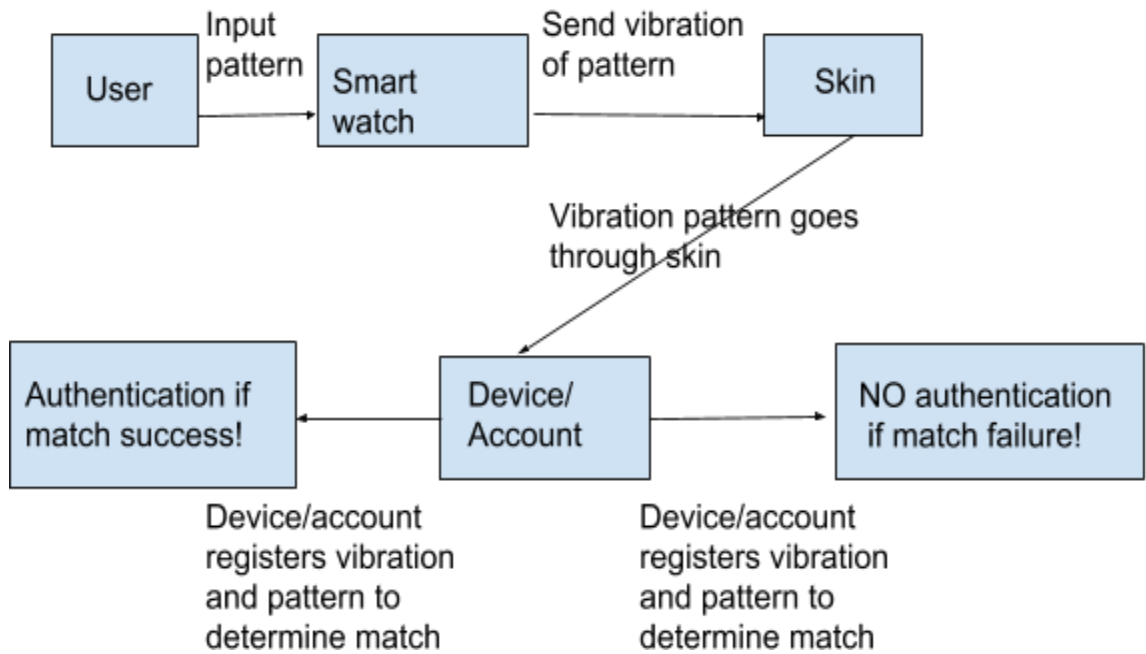 User
Input
pattern
Smart
watch
Send vibration
of pattern
Skin
Vibration pattern goes
through skin
Authentication if
match success!
Device/
Account
NO authentication
if match failure!
Device/account
registers vibration
and pattern to
determine match
Device/account
registers vibration
and pattern to
determine match